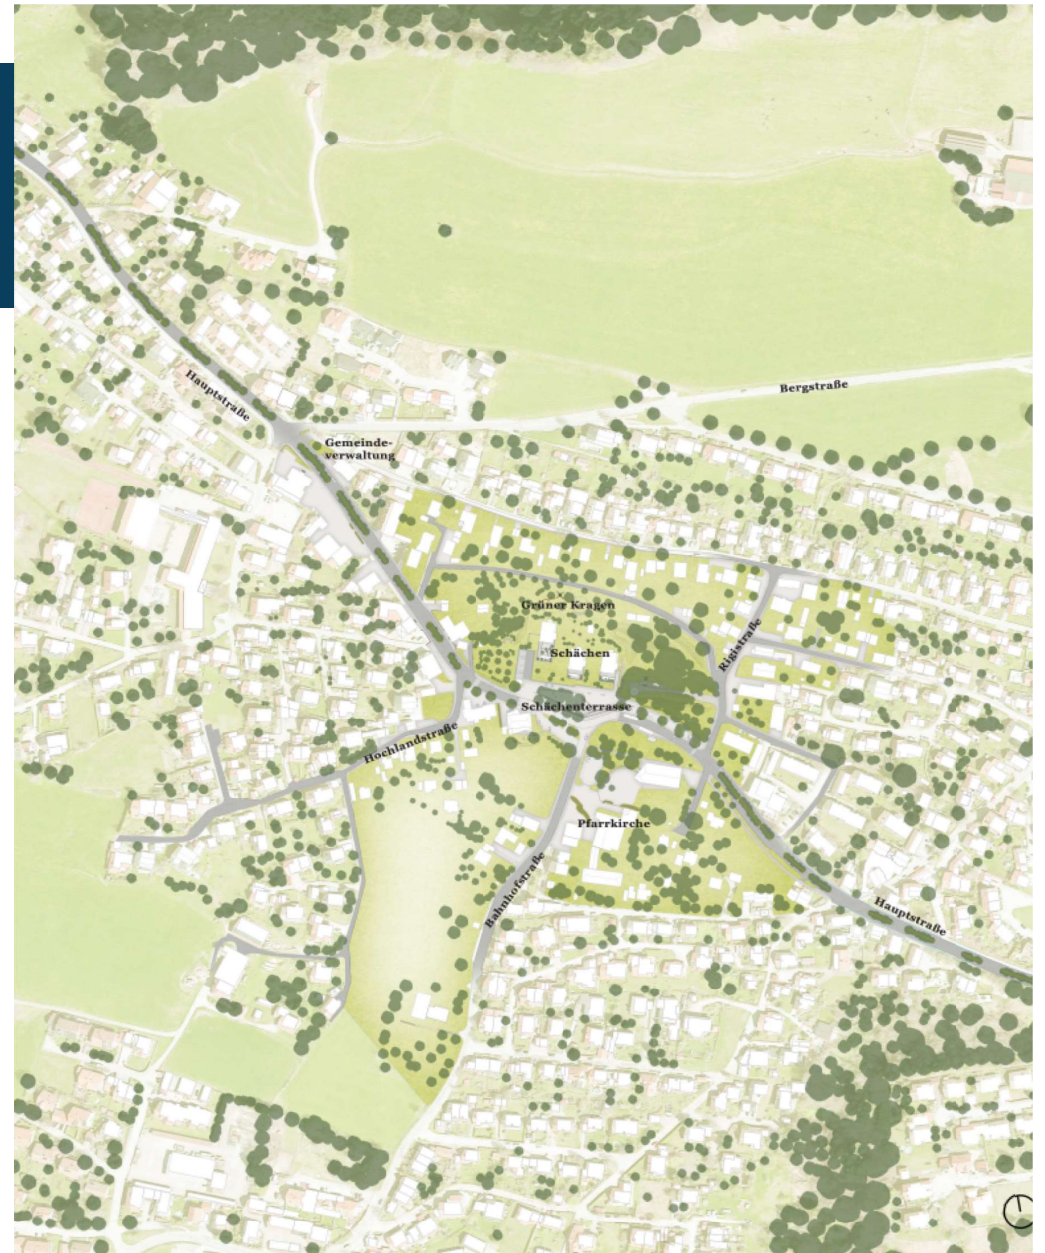 Bergstraße
Hauptstraße
Gemeinde-
verwaltung
Grüner Kragen
Rigistraße
Schächen
Schächenterrasse
Hochlandstraße
Pfarrkirche
Bahnhofstraße
Hauptstraße